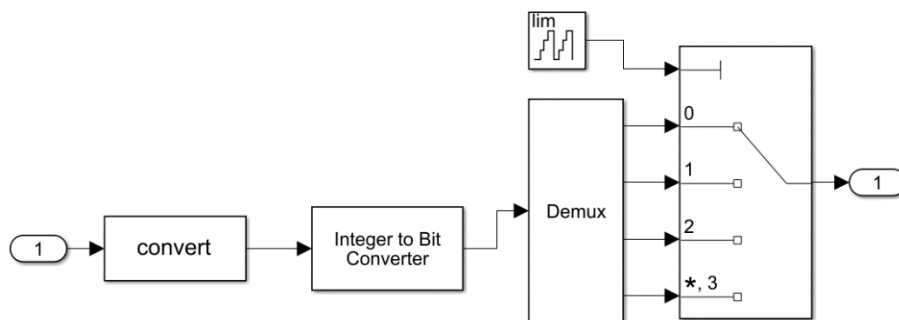 lim
0
1
2
*, 3
Demux
1
convert
Integer to Bit
Converter
1